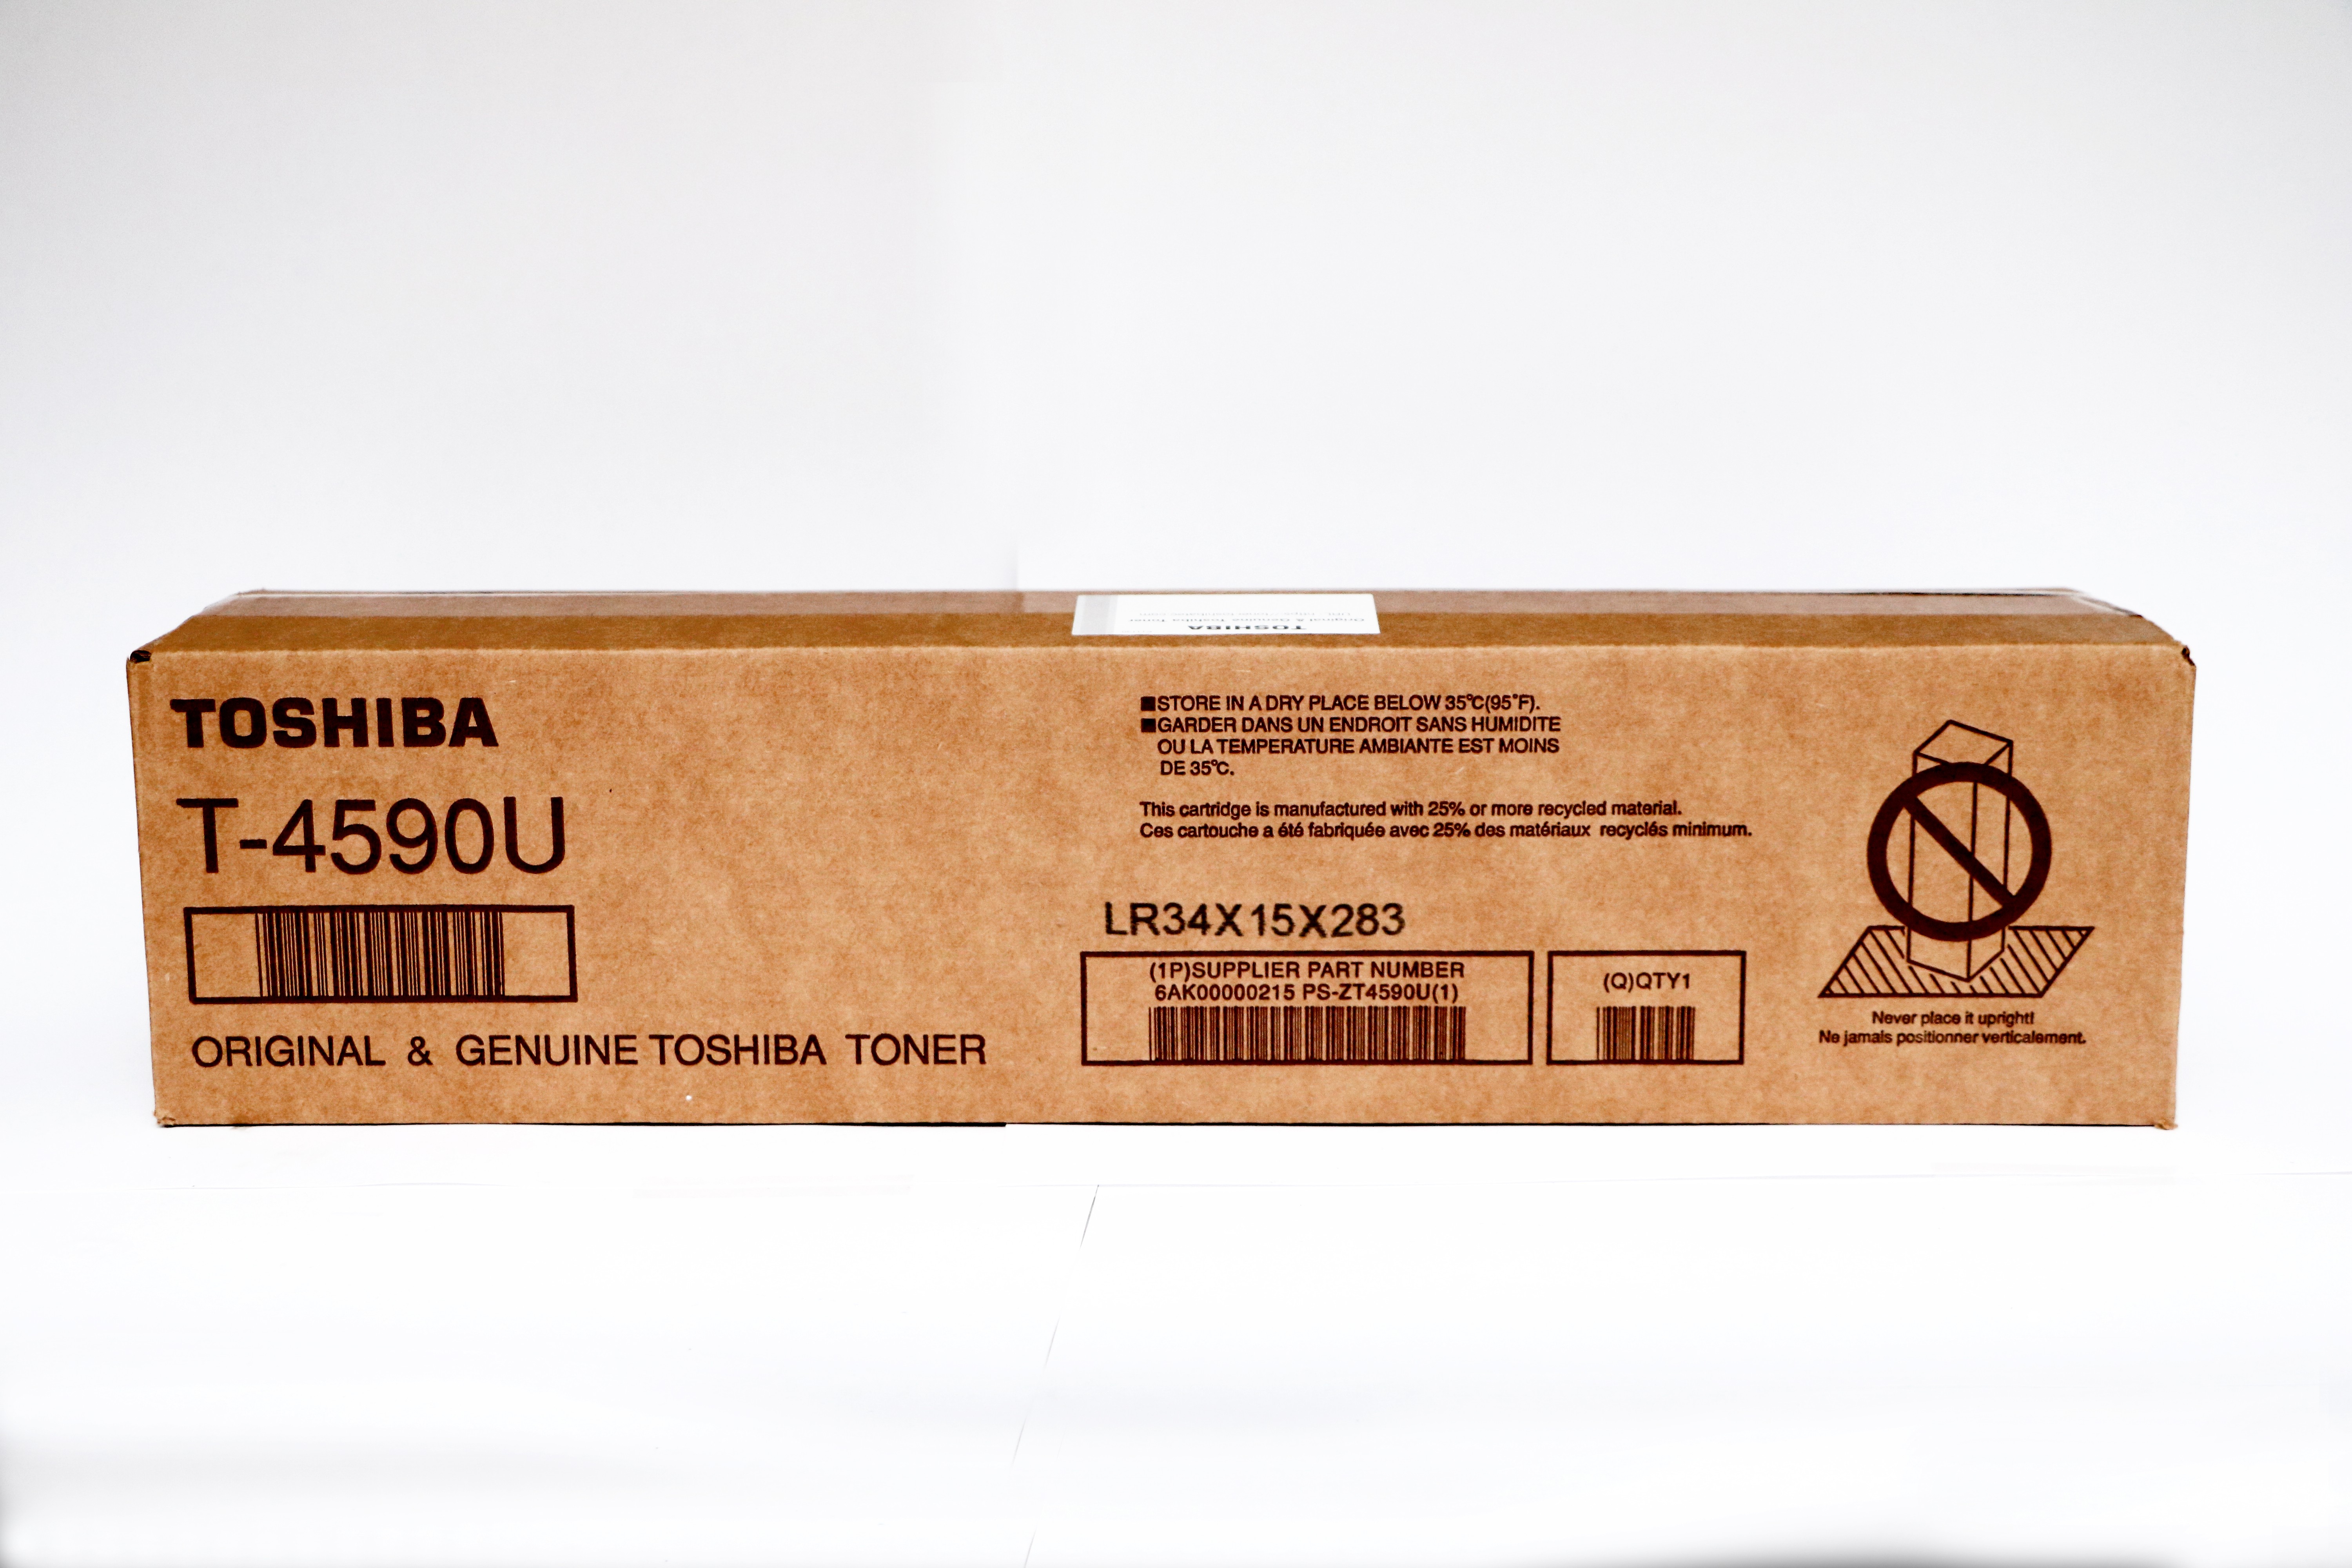 TOSHIBA
TOSHIBA
T-4590U
ORIGINAL & GENUINE TOSHIBA TONER
■STORE IN A DRY PLACE BELOW 35°C(95°F).
■GARDER DANS UN ENDROIT SANS HUMIDITE
OU LA TEMPERATURE AMBIANTE EST MOINS
DE 35°C.
This cartridge is manufactured with 25% or more recycled material.
Ces cartouche a été fabriquée avec 25% des matériaux recyclés minimum.
LR34X15X283
(1P)SUPPLIER PART NUMBER
6AK00000215 PS-ZT4590U(1)
(Q)QTY1
Never place it upright!
Ne jamais positionner verticalement.